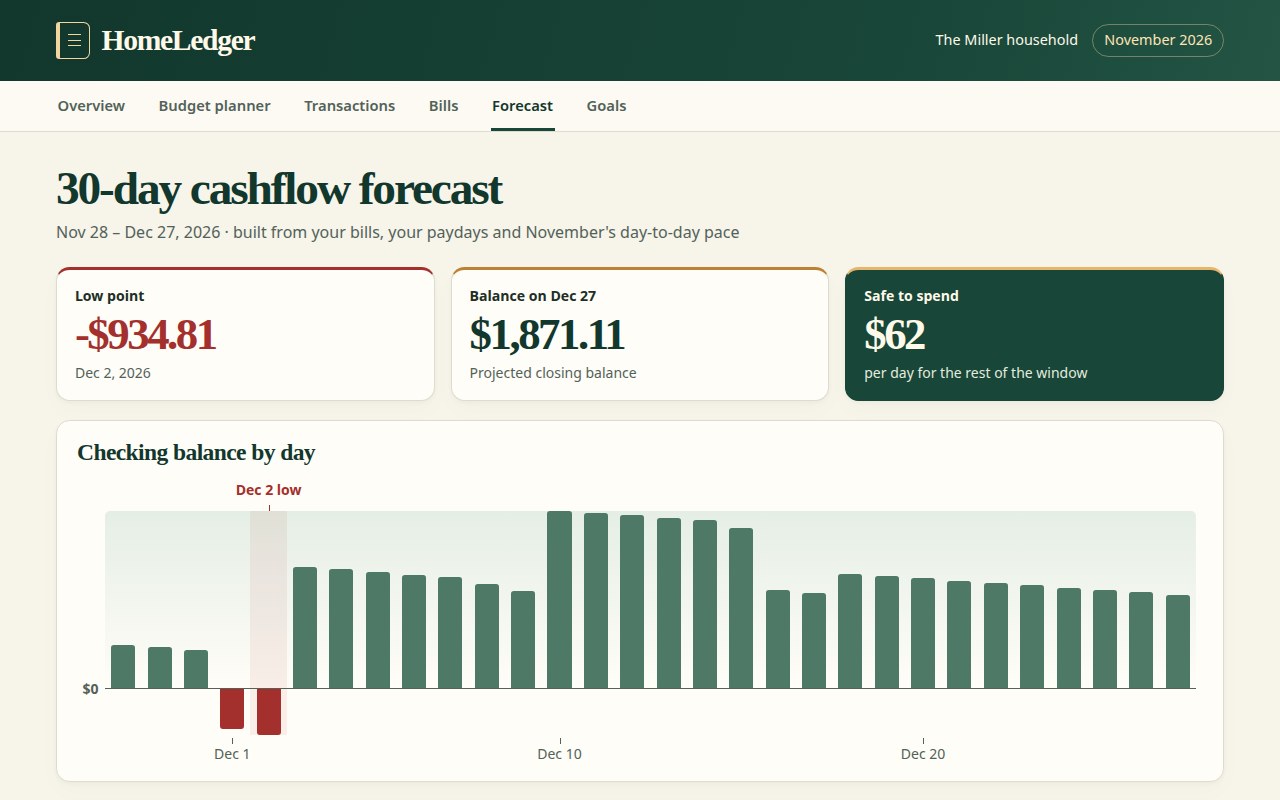 HomeLedger
The Miller household
November 2026
Overview
Budget planner
Transactions
Bills
Forecast
Goals
30-day cashflow forecast
Nov 28 – Dec 27, 2026 · built from your bills, your paydays and November's day-to-day pace
Low point
-$934.81
Dec 2, 2026
Balance on Dec 27
$1,871.11
Projected closing balance
Safe to spend
$62
per day for the rest of the window
Checking balance by day
Dec 2 low
$0
Dec 1
Dec 10
Dec 20